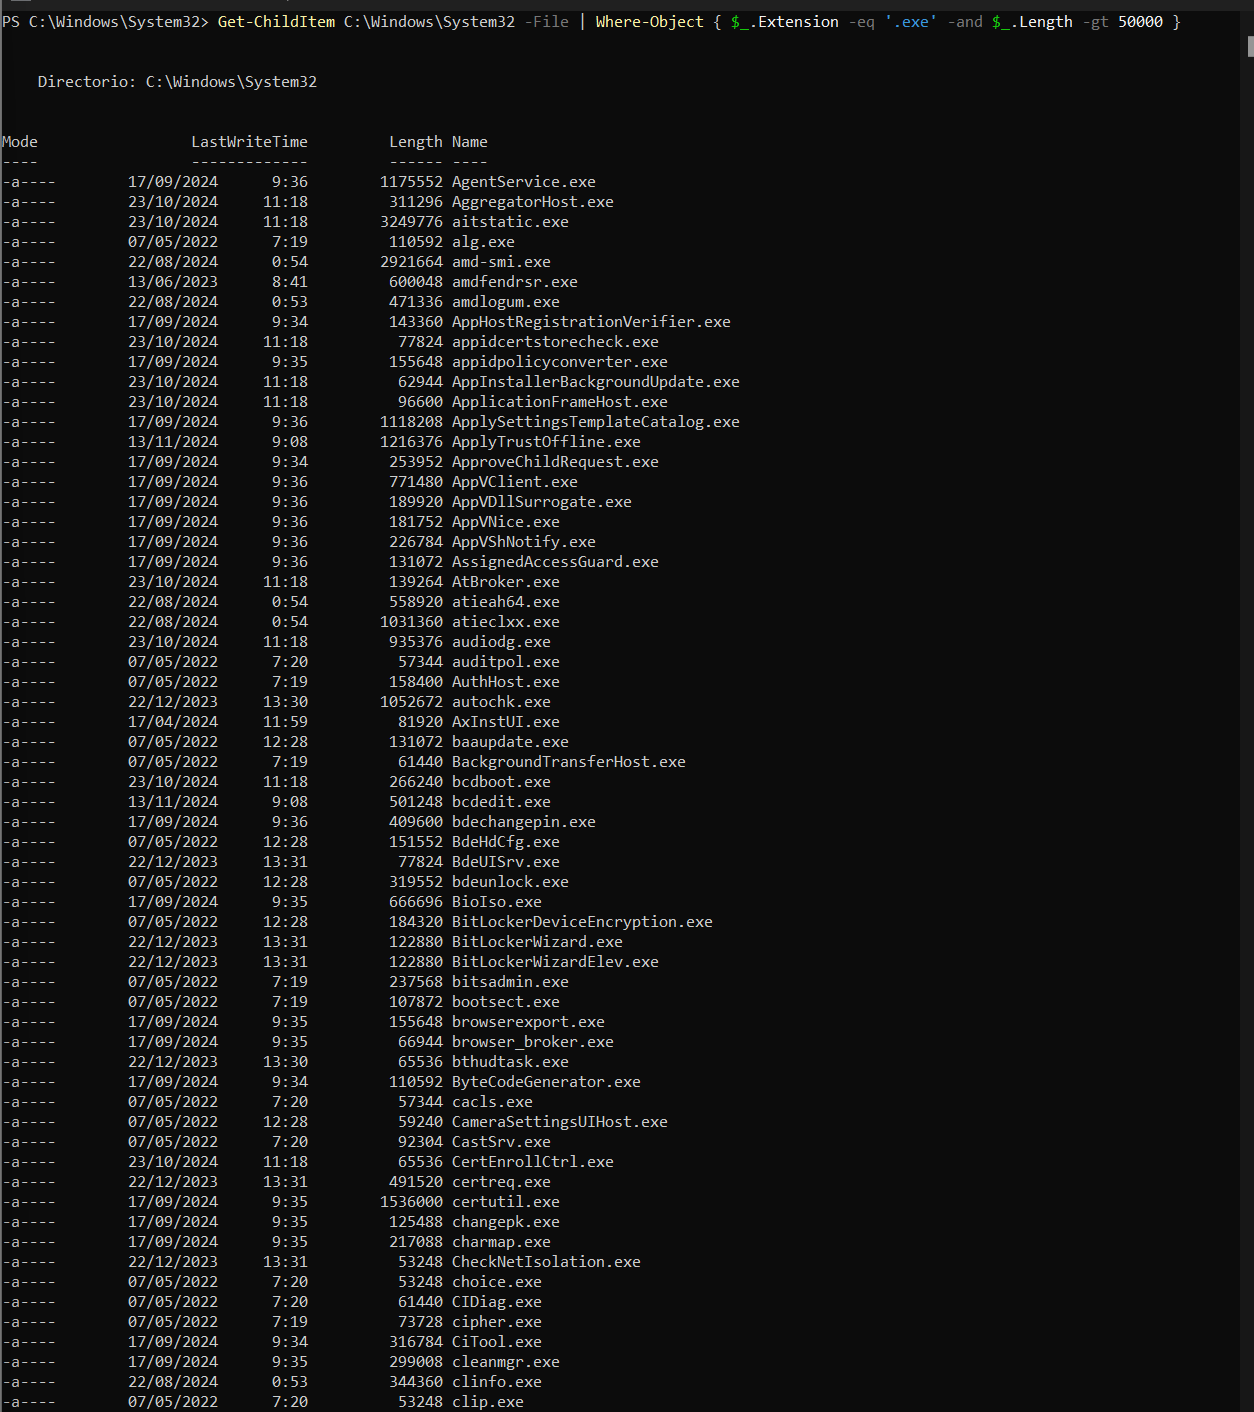 PS C:\Windows\System32> Get-ChildItem C:\Windows\System32 -File | Where-Object { $_.Extension -eq '.exe' -and $_.Length -gt 50000 }
Directorio: C:\Windows\System32
Mode LastWriteTime Length Name
---- ------------- ------ ----
-a---- 17/09/2024 9:36 1175552 AgentService.exe
-a---- 23/10/2024 11:18 311296 AggregatorHost.exe
-a---- 23/10/2024 11:18 3249776 aitstatic.exe
-a---- 07/05/2022 7:19 110592 alg.exe
-a---- 22/08/2024 0:54 2921664 amd-smi.exe
-a---- 13/06/2023 8:41 600048 amdfendrsr.exe
-a---- 22/08/2024 0:53 471336 amdlogum.exe
-a---- 17/09/2024 9:34 143360 AppHostRegistrationVerifier.exe
-a---- 23/10/2024 11:18 77824 appidcertstorecheck.exe
-a---- 17/09/2024 9:35 155648 appidpolicyconverter.exe
-a---- 23/10/2024 11:18 62944 AppInstallerBackgroundUpdate.exe
-a---- 23/10/2024 11:18 96600 ApplicationFrameHost.exe
-a---- 17/09/2024 9:36 1118208 ApplySettingsTemplateCatalog.exe
-a---- 13/11/2024 9:08 1216376 ApplyTrustOffline.exe
-a---- 17/09/2024 9:34 253952 ApproveChildRequest.exe
-a---- 17/09/2024 9:36 771480 AppVClient.exe
-a---- 17/09/2024 9:36 189920 AppVDllSurrogate.exe
-a---- 17/09/2024 9:36 181752 AppVNice.exe
-a---- 17/09/2024 9:36 226784 AppVShNotify.exe
-a---- 17/09/2024 9:36 131072 AssignedAccessGuard.exe
-a---- 23/10/2024 11:18 139264 AtBroker.exe
-a---- 22/08/2024 0:54 558920 atieah64.exe
-a---- 22/08/2024 0:54 1031360 atieclxx.exe
-a---- 23/10/2024 11:18 935376 audiodg.exe
-a---- 07/05/2022 7:20 57344 auditpol.exe
-a---- 07/05/2022 7:19 158400 AuthHost.exe
-a---- 22/12/2023 13:30 1052672 autochk.exe
-a---- 17/04/2024 11:59 81920 AxInstUI.exe
-a---- 07/05/2022 12:28 131072 baaupdate.exe
-a---- 07/05/2022 7:19 61440 BackgroundTransferHost.exe
-a---- 23/10/2024 11:18 266240 bcdboot.exe
-a---- 13/11/2024 9:08 501248 bcdedit.exe
-a---- 17/09/2024 9:36 409600 bdechangepin.exe
-a---- 07/05/2022 12:28 151552 BdeHdCfg.exe
-a---- 22/12/2023 13:31 77824 BdeUISrv.exe
-a---- 07/05/2022 12:28 319552 bdeunlock.exe
-a---- 17/09/2024 9:35 666696 BioIso.exe
-a---- 07/05/2022 12:28 184320 BitLockerDeviceEncryption.exe
-a---- 22/12/2023 13:31 122880 BitLockerWizard.exe
-a---- 22/12/2023 13:31 122880 BitLockerWizardElev.exe
-a---- 07/05/2022 7:19 237568 bitsadmin.exe
-a---- 07/05/2022 7:19 107872 bootsect.exe
-a---- 17/09/2024 9:35 155648 browserexport.exe
-a---- 17/09/2024 9:35 66944 browser_broker.exe
-a---- 22/12/2023 13:30 65536 bthudtask.exe
-a---- 17/09/2024 9:34 110592 ByteCodeGenerator.exe
-a---- 07/05/2022 7:20 57344 cacls.exe
-a---- 07/05/2022 12:28 59240 CameraSettingsUIHost.exe
-a---- 07/05/2022 7:20 92304 CastSrv.exe
-a---- 23/10/2024 11:18 65536 CertEnrollCtrl.exe
-a---- 22/12/2023 13:31 491520 certreq.exe
-a---- 17/09/2024 9:35 1536000 certutil.exe
-a---- 17/09/2024 9:35 125488 changepk.exe
-a---- 17/09/2024 9:35 217088 charmap.exe
-a---- 22/12/2023 13:31 53248 CheckNetIsolation.exe
-a---- 07/05/2022 7:20 53248 choice.exe
-a---- 07/05/2022 7:20 61440 CIDiag.exe
-a---- 07/05/2022 7:19 73728 cipher.exe
-a---- 17/09/2024 9:34 316784 CiTool.exe
-a---- 17/09/2024 9:35 299008 cleanmgr.exe
-a---- 22/08/2024 0:53 344360 clinfo.exe
-a---- 07/05/2022 7:20 53248 clip.exe